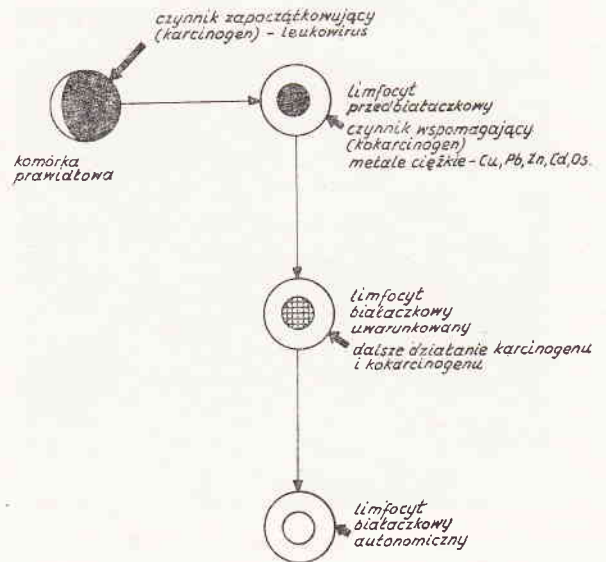 czynnik zapoczątkowujący
(karcinogen) - leukowirus
komórka
prawidłowa
limfocyt
przedbiałaczkowy
czynnik wspomagający
(kokarcinogen)
metale ciężkie - Cu, Pb, Zn, Cd, Os.
limfocyt
białaczkowy
uwarunkowany
dalsze działanie karcinogenu
i kokarcinogenu
limfocyt
białaczkowy
autonomiczny